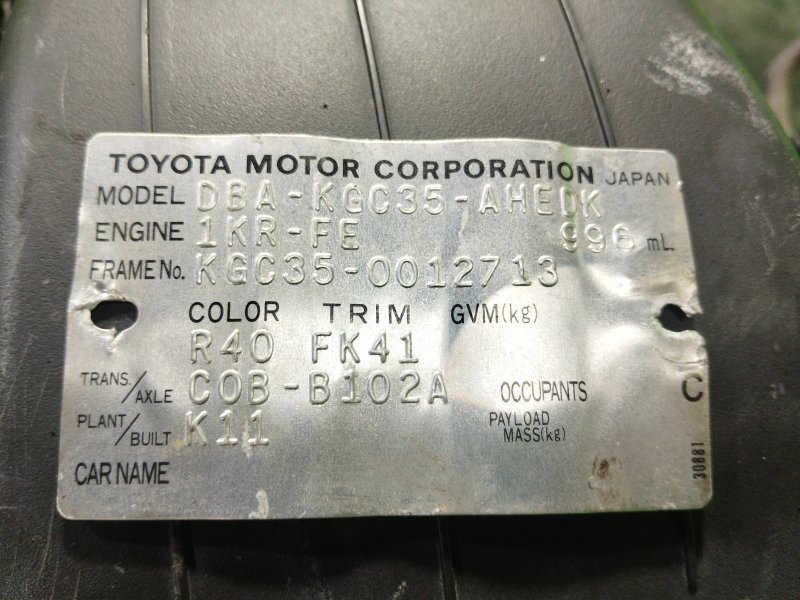 TOYOTA MOTOR CORPORATION JAPAN
MODEL DBA-KGC35-AHEDK
ENGINE 1KR-FE 996 mL
FRAME No. KGC35-0012713
COLOR TRIM GVM(kg)
R40 FK41
TRANS./AXLE C0B-B102A OCCUPANTS C
PLANT/BUILT K11 PAYLOAD MASS(kg)
CAR NAME
30881